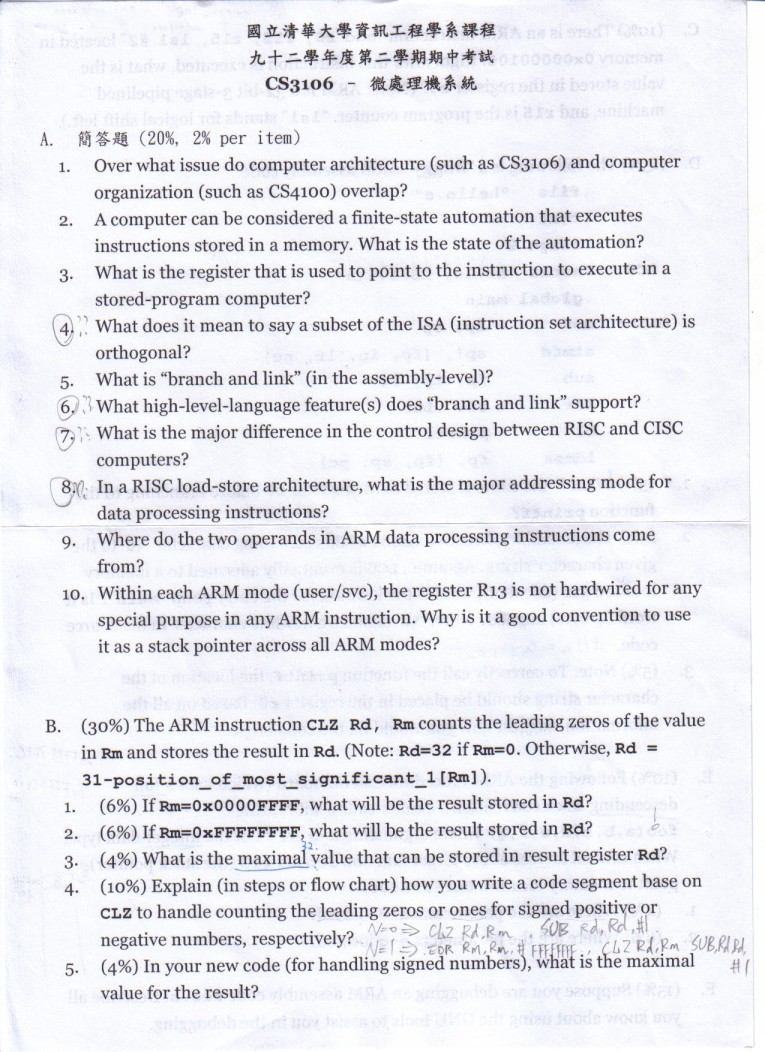 國立清華大學資訊工程學系課程
九十一學年度第二學期期中考試
CS3106 – 微處理機系統
A. 簡答題 (20%, 2% per item)
1. Over what issue do computer architecture (such as CS3106) and computer
organization (such as CS4100) overlap?
2. A computer can be considered a finite-state automation that executes
instructions stored in a memory. What is the state of the automation?
3. What is the register that is used to point to the instruction to execute in a
stored-program computer?
4. ?? What does it mean to say a subset of the ISA (instruction set architecture) is
orthogonal?
5. What is “branch and link” (in the assembly-level)?
6. ?? What high-level-language feature(s) does “branch and link” support?
7. ?? What is the major difference in the control design between RISC and CISC
computers?
8. In a RISC load-store architecture, what is the major addressing mode for
data processing instructions?
9. Where do the two operands in ARM data processing instructions come
from?
10. Within each ARM mode (user/svc), the register R13 is not hardwired for any
special purpose in any ARM instruction. Why is it a good convention to use
it as a stack pointer across all ARM modes?
B. (30%) The ARM instruction CLZ Rd, Rm counts the leading zeros of the value
in Rm and stores the result in Rd. (Note: Rd=32 if Rm=0. Otherwise, Rd =
31-position_of_most_significant_1[Rm]).
1. (6%) If Rm=0x0000FFFF, what will be the result stored in Rd?
2. (6%) If Rm=0xFFFFFFFF, what will be the result stored in Rd?
32.
3. (4%) What is the maximal value that can be stored in result register Rd?
4. (10%) Explain (in steps or flow chart) how you write a code segment base on
CLZ to handle counting the leading zeros or ones for signed positive or
negative numbers, respectively? N=0 => CLZ Rd, Rm , SUB Rd, Rd, #1
N=1 => EOR Rm, Rm, # FFFFFFFF , CLZ Rd, Rm SUB, Rd Rd, #1
5. (4%) In your new code (for handling signed numbers), what is the maximal
value for the result?